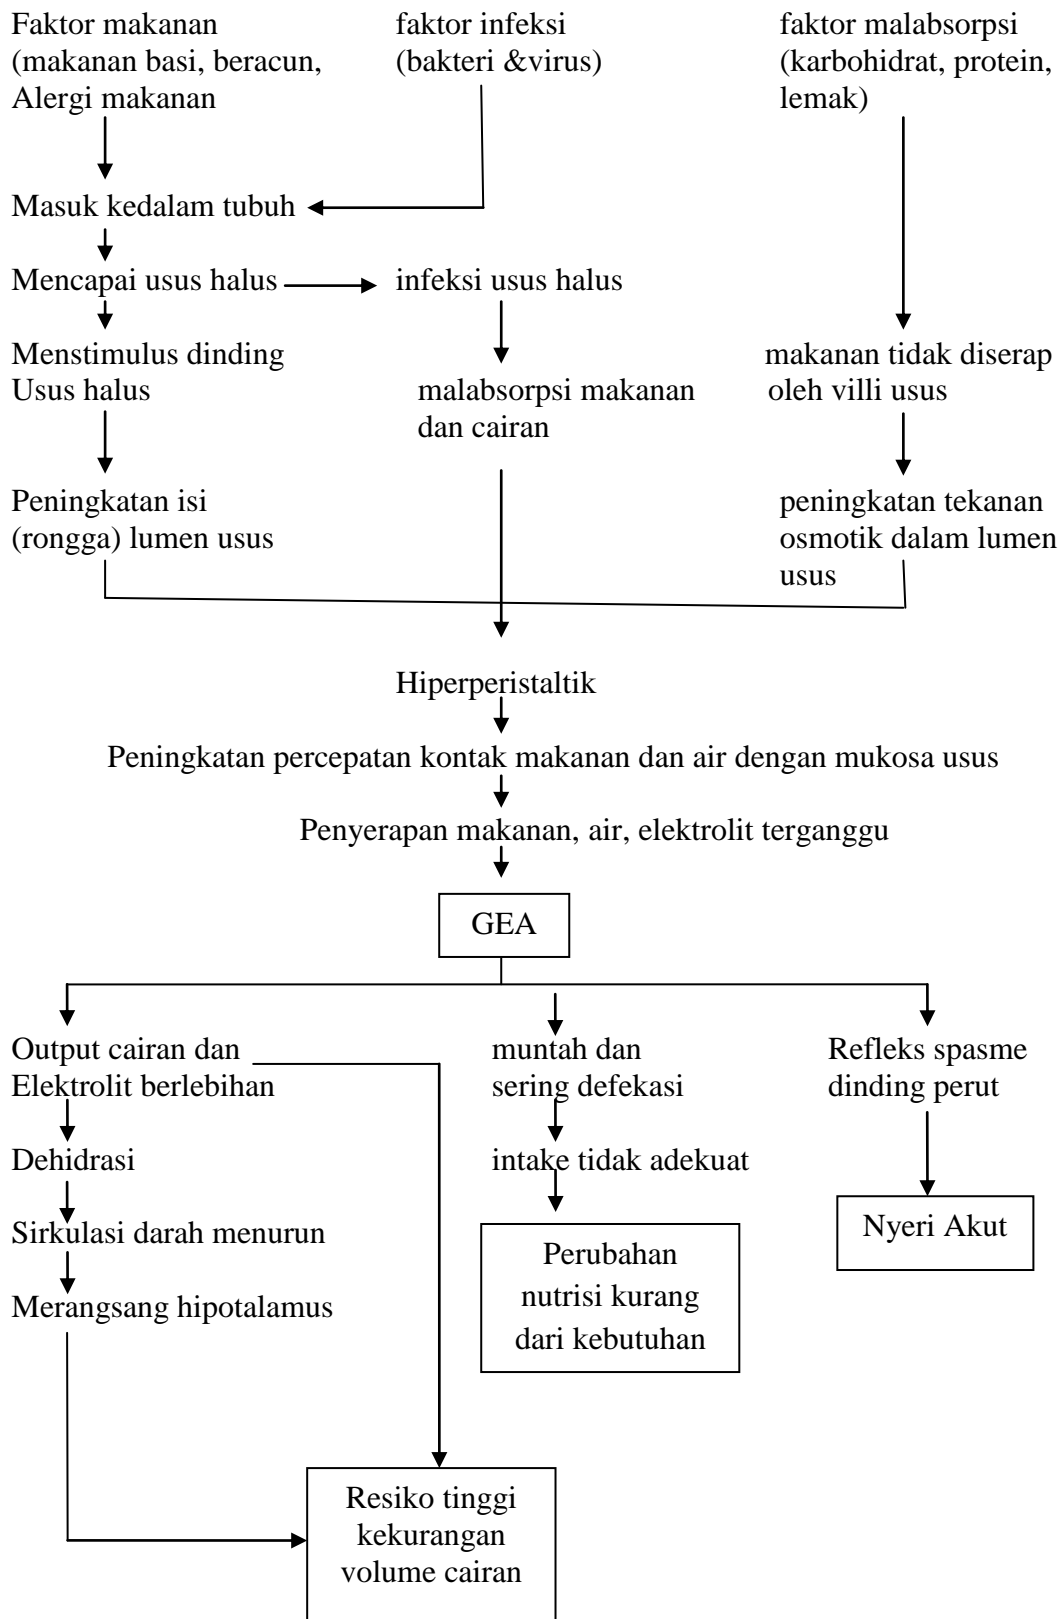 Faktor makanan
(makanan basi, beracun,
Alergi makanan
faktor infeksi
(bakteri &virus)
faktor malabsorpsi
(karbohidrat, protein,
lemak)
Masuk kedalam tubuh
Mencapai usus halus
infeksi usus halus
Menstimulus dinding
Usus halus
malabsorpsi makanan
dan cairan
makanan tidak diserap
oleh villi usus
Peningkatan isi
(rongga) lumen usus
peningkatan tekanan
osmotik dalam lumen
usus
Hiperperistaltik
Peningkatan percepatan kontak makanan dan air dengan mukosa usus
Penyerapan makanan, air, elektrolit terganggu
GEA
Output cairan dan
Elektrolit berlebihan
muntah dan
sering defekasi
Refleks spasme
dinding perut
Dehidrasi
intake tidak adekuat
Nyeri Akut
Sirkulasi darah menurun
Perubahan
nutrisi kurang
dari kebutuhan
Merangsang hipotalamus
Resiko tinggi
kekurangan
volume cairan